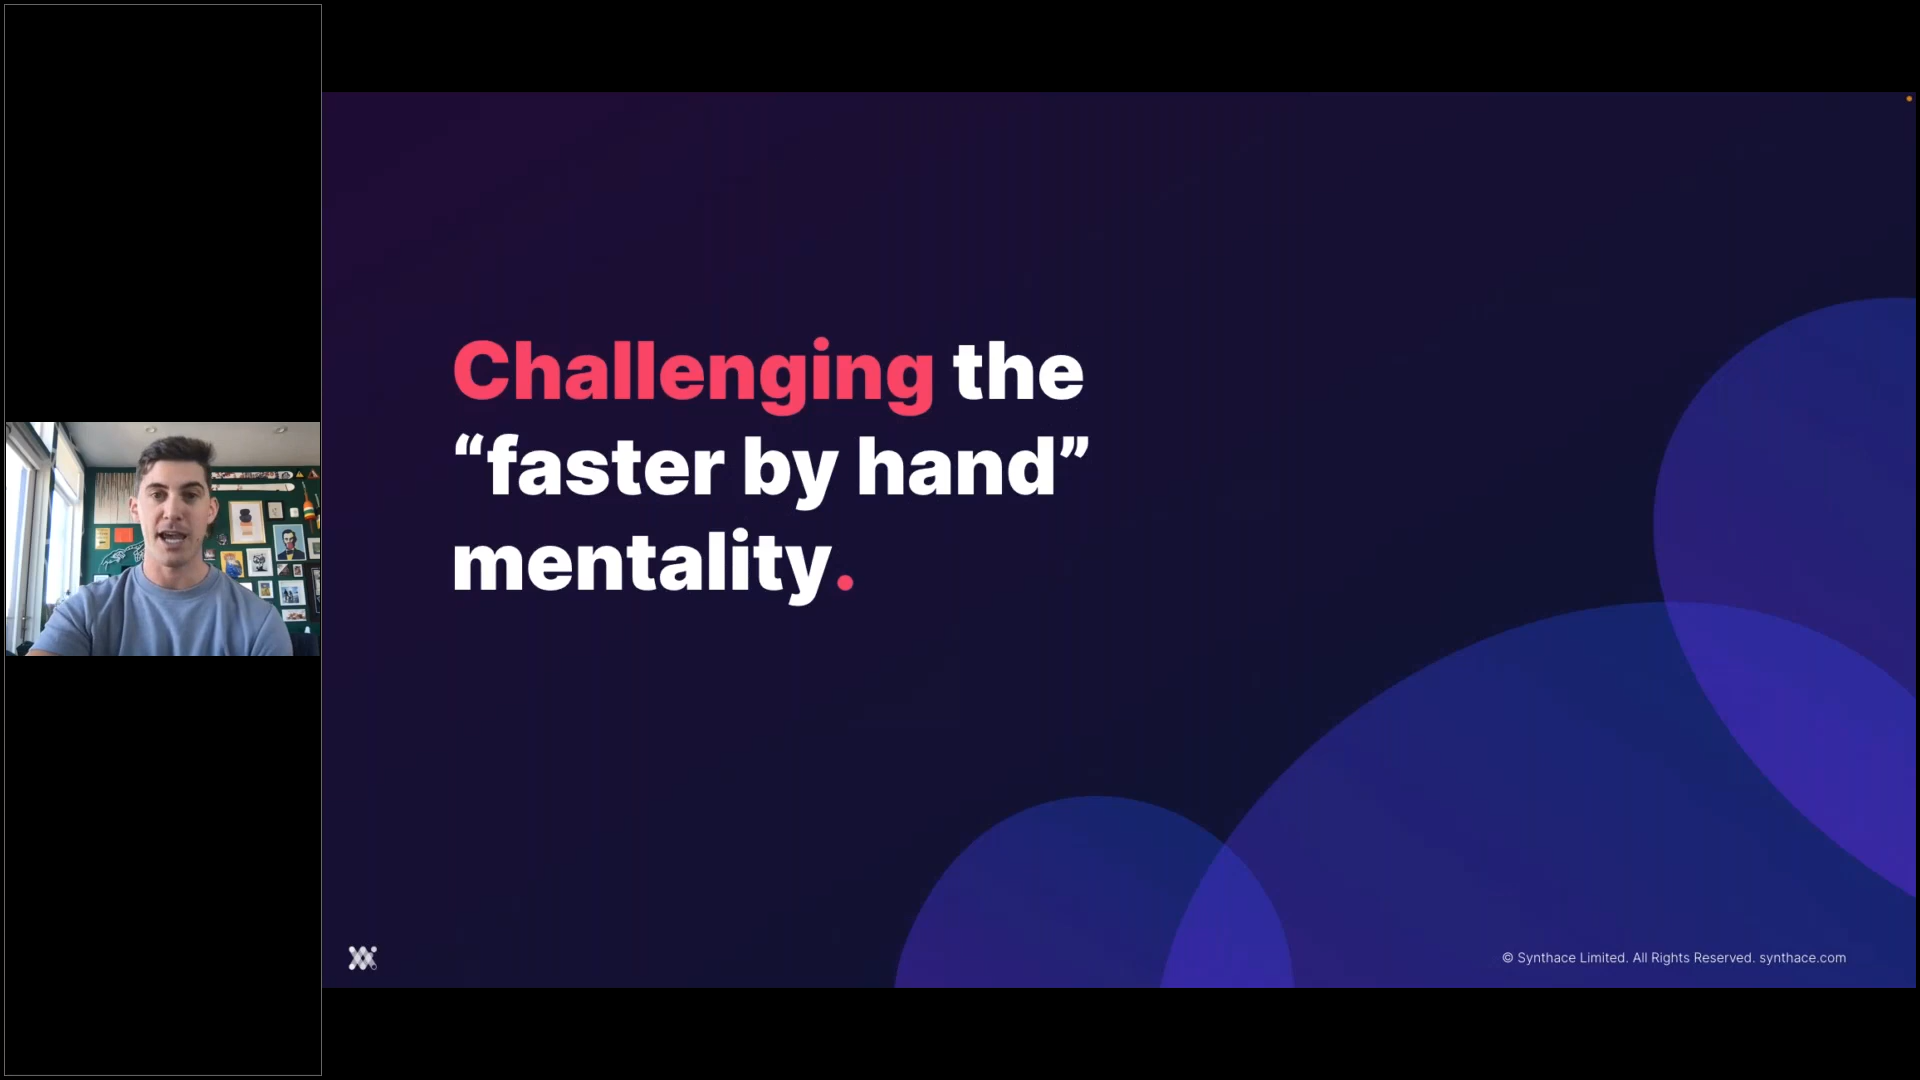 Challenging the
“faster by hand”
mentality.
© Synthace Limited. All Rights Reserved. synthace.com